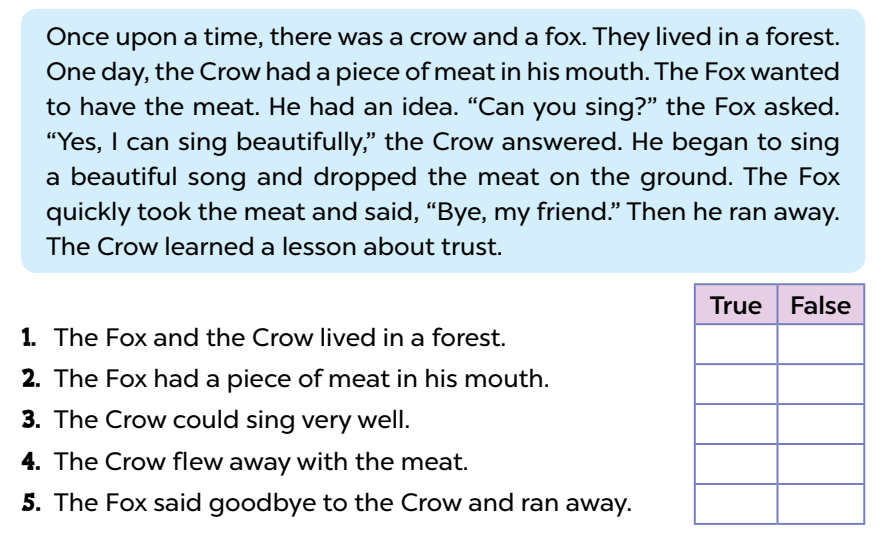 Once upon a time, there was a crow and a fox. They lived in a forest.
One day, the Crow had a piece of meat in his mouth. The Fox wanted
to have the meat. He had an idea. “Can you sing?” the Fox asked.
“Yes, I can sing beautifully,” the Crow answered. He began to sing
a beautiful song and dropped the meat on the ground. The Fox
quickly took the meat and said, “Bye, my friend.” Then he ran away.
The Crow learned a lesson about trust.
True False
1. The Fox and the Crow lived in a forest.
2. The Fox had a piece of meat in his mouth.
3. The Crow could sing very well.
4. The Crow flew away with the meat.
5. The Fox said goodbye to the Crow and ran away.